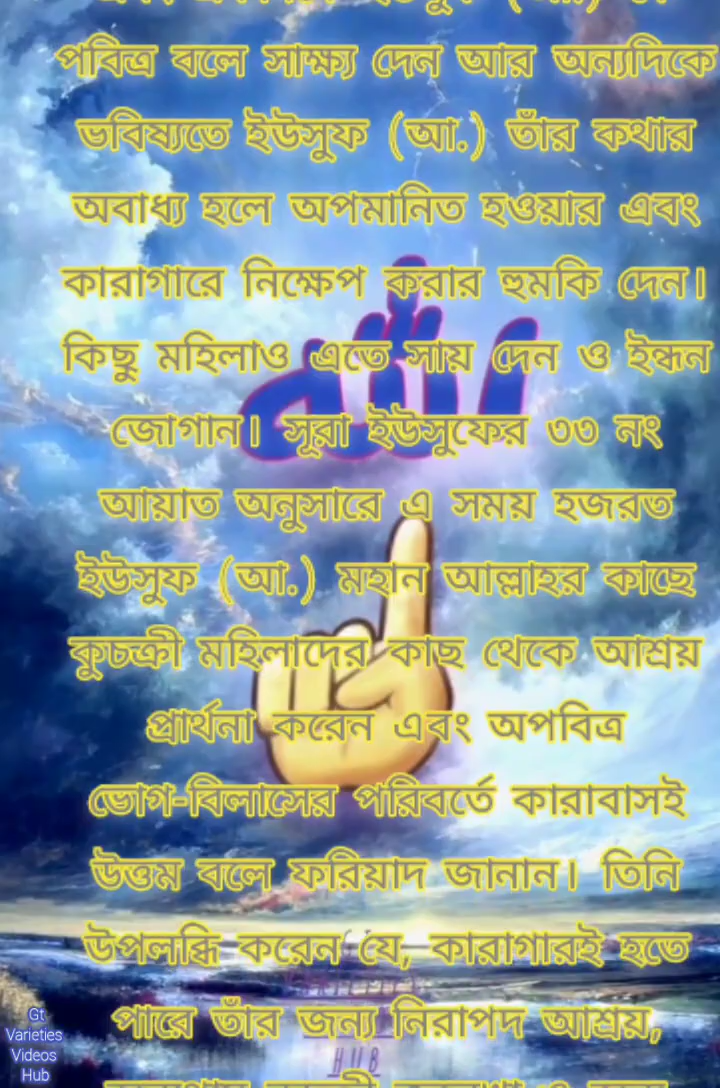 পবিত্র বলে সাক্ষ্য দেন আর অন্যদিকে
ভবিষ্যতে ইউসুফ (আ.) তাঁর কথার
অবাধ্য হলে অপমানিত হওয়ার এবং
কারাগারে নিক্ষেপ করার হুমকি দেন।
কিছু মহিলাও এতে সায় দেন ও ইন্ধন
জোগান। সূরা ইউসুফের ৩৩ নং
আয়াত অনুসারে এ সময় হজরত
ইউসুফ (আ.) মহান আল্লাহর কাছে
কুচক্রী মহিলাদের কাছ থেকে আশ্রয়
প্রার্থনা করেন এবং অপবিত্র
ভোগ-বিলাসের পরিবর্তে কারাবাসই
উত্তম বলে ফরিয়াদ জানান। তিনি
উপলব্ধি করেন যে, কারাগারই হতে
পারে তাঁর জন্য নিরাপদ আশ্রয়,
الله
HUB
Gt
Varieties
Videos
Hub